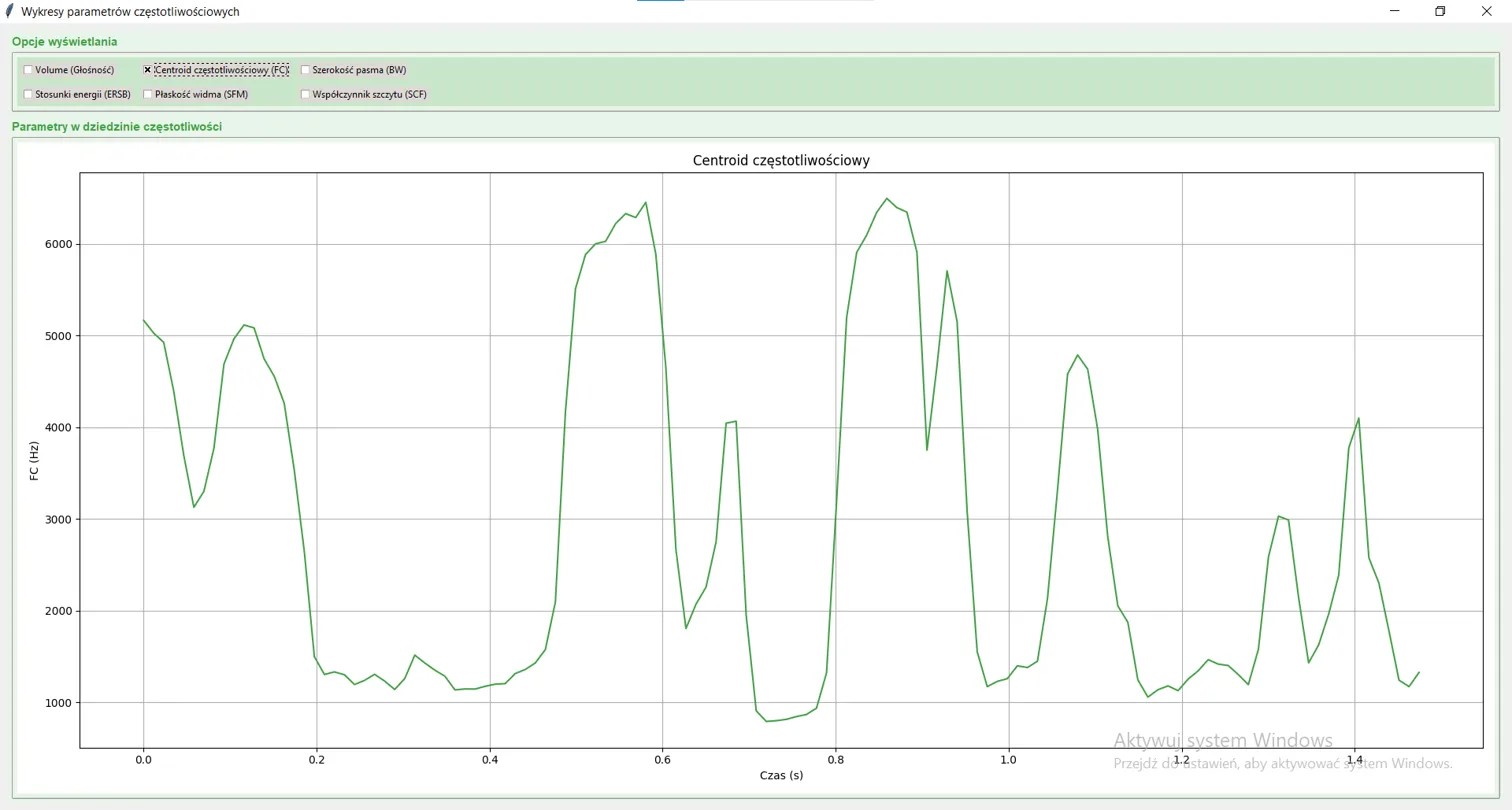 Wykresy parametrów częstotliwościowych
Opcje wyświetlania
Volume (Głośność) Centroid częstotliwościowy (FC) Szerokość pasma (BW)
Stosunki energii (ERSB) Płaskość widma (SFM) Współczynnik szczytu (SCF)
Parametry w dziedzinie częstotliwości
Centroid częstotliwościowy
6000
5000
4000
3000
2000
1000
FC (Hz)
0.0 0.2 0.4 0.6 0.8 1.0 1.2 1.4
Czas (s)
Aktywuj system Windows
Przejdź do ustawień, aby aktywować system Windows.